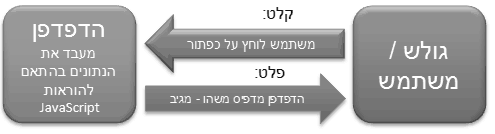 קלט:
גולש /
משתמש
משתמש לוחץ על כפתור
פלט:
הדפדפן מדפיס משהו - מגיב
הדפדפן
מעבד את
הנתונים בהתאם
להוראות
JavaScript